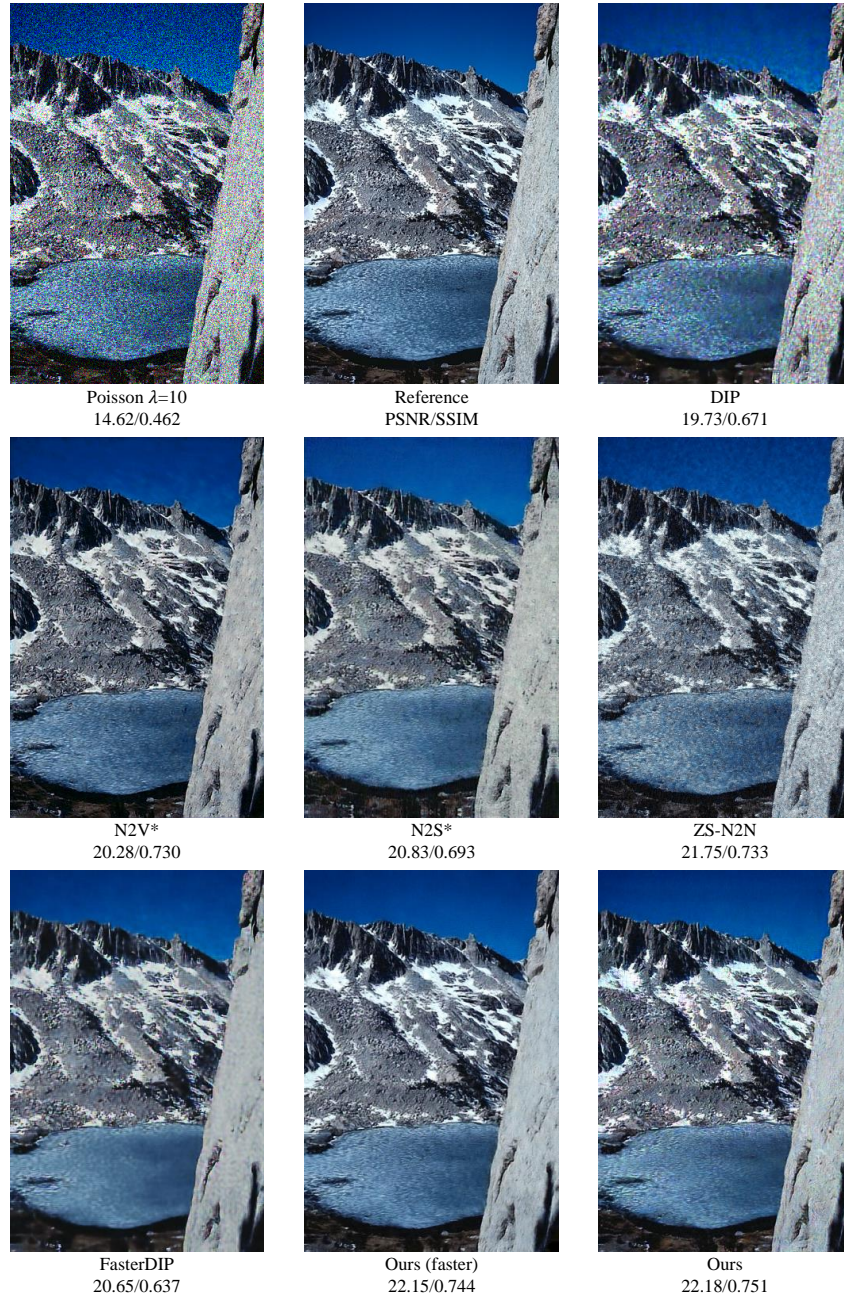 Poisson λ=10
14.62/0.462
Reference
PSNR/SSIM
DIP
19.73/0.671
N2V*
20.28/0.730
N2S*
20.83/0.693
ZS-N2N
21.75/0.733
FasterDIP
20.65/0.637
Ours (faster)
22.15/0.744
Ours
22.18/0.751